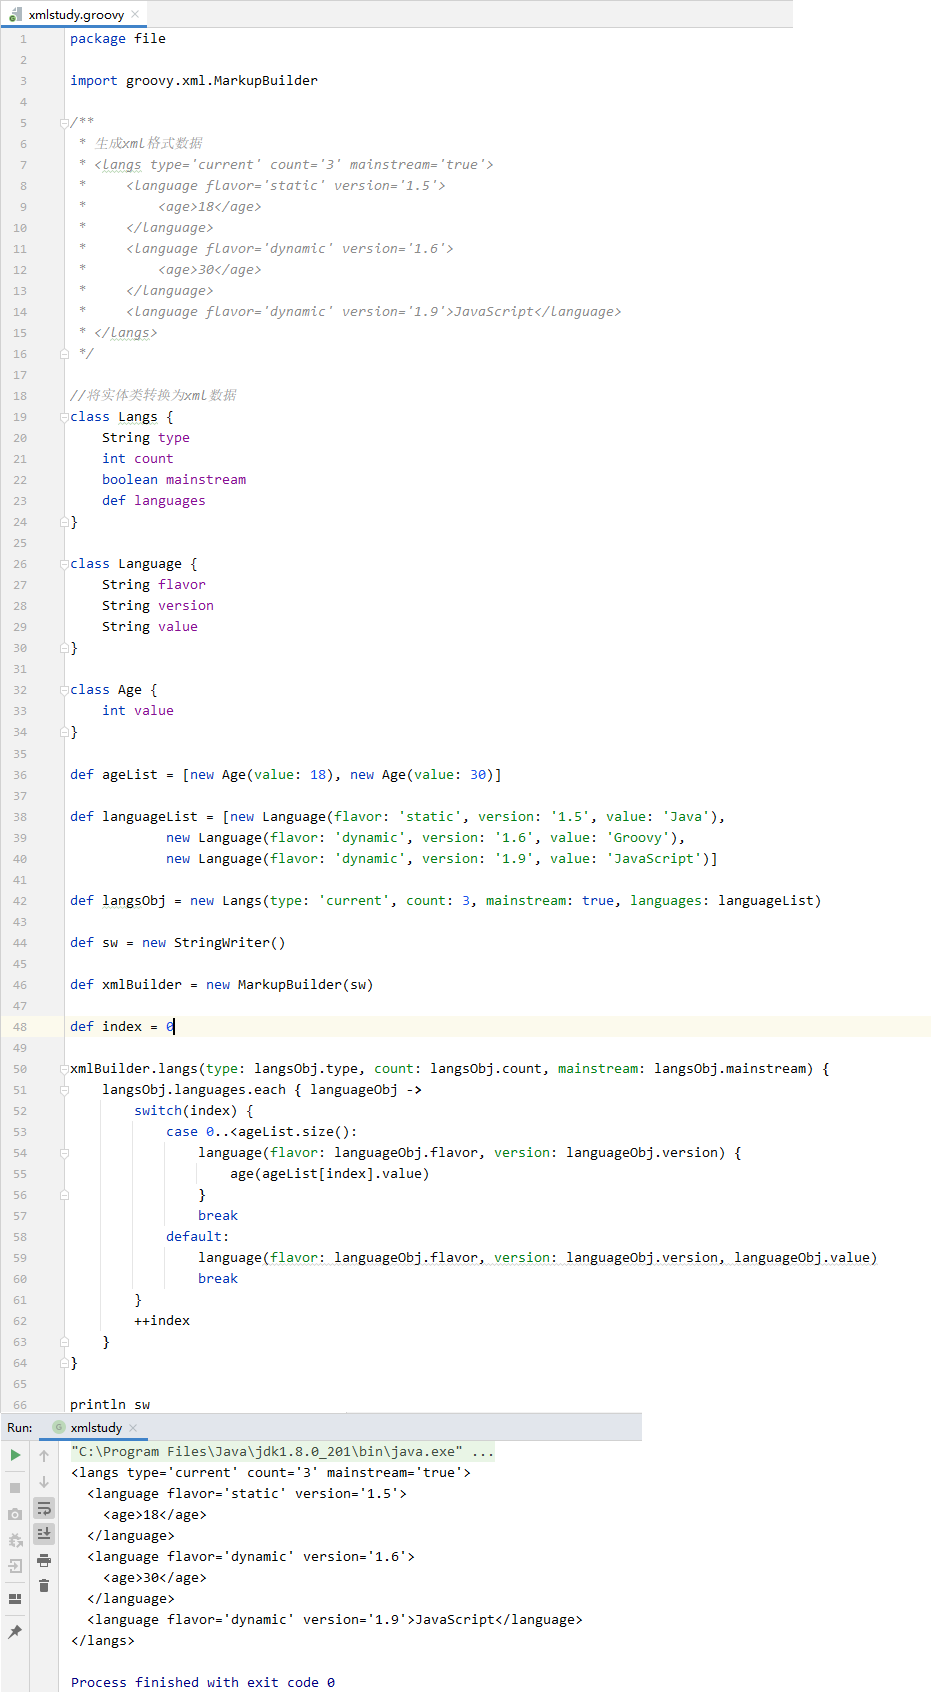 xmlstudy.groovy
1 package file
2
3 import groovy.xml.MarkupBuilder
4
5 /**
6  * 生成xml格式数据
7  * <langs type='current' count='3' mainstream='true'>
8  *     <language flavor='static' version='1.5'>
9  *         <age>18</age>
10  *     </language>
11  *     <language flavor='dynamic' version='1.6'>
12  *         <age>30</age>
13  *     </language>
14  *     <language flavor='dynamic' version='1.9'>JavaScript</language>
15  * </langs>
16  */
17
18 //将实体类转换为xml数据
19 class Langs {
20     String type
21     int count
22     boolean mainstream
23     def languages
24 }
25
26 class Language {
27     String flavor
28     String version
29     String value
30 }
31
32 class Age {
33     int value
34 }
35
36 def ageList = [new Age(value: 18), new Age(value: 30)]
37
38 def languageList = [new Language(flavor: 'static', version: '1.5', value: 'Java'),
39             new Language(flavor: 'dynamic', version: '1.6', value: 'Groovy'),
40             new Language(flavor: 'dynamic', version: '1.9', value: 'JavaScript')]
41
42 def langsObj = new Langs(type: 'current', count: 3, mainstream: true, languages: languageList)
43
44 def sw = new StringWriter()
45
46 def xmlBuilder = new MarkupBuilder(sw)
47
48 def index = 0
49
50 xmlBuilder.langs(type: langsObj.type, count: langsObj.count, mainstream: langsObj.mainstream) {
51     langsObj.languages.each { languageObj ->
52         switch(index) {
53             case 0..<ageList.size():
54                 language(flavor: languageObj.flavor, version: languageObj.version) {
55                     age(ageList[index].value)
56                 }
57                 break
58             default:
59                 language(flavor: languageObj.flavor, version: languageObj.version, languageObj.value)
60                 break
61         }
62         ++index
63     }
64 }
65
66 println sw
Run: xmlstudy
"C:\Program Files\Java\jdk1.8.0_201\bin\java.exe" ...
<langs type='current' count='3' mainstream='true'>
  <language flavor='static' version='1.5'>
    <age>18</age>
  </language>
  <language flavor='dynamic' version='1.6'>
    <age>30</age>
  </language>
  <language flavor='dynamic' version='1.9'>JavaScript</language>
</langs>
Process finished with exit code 0